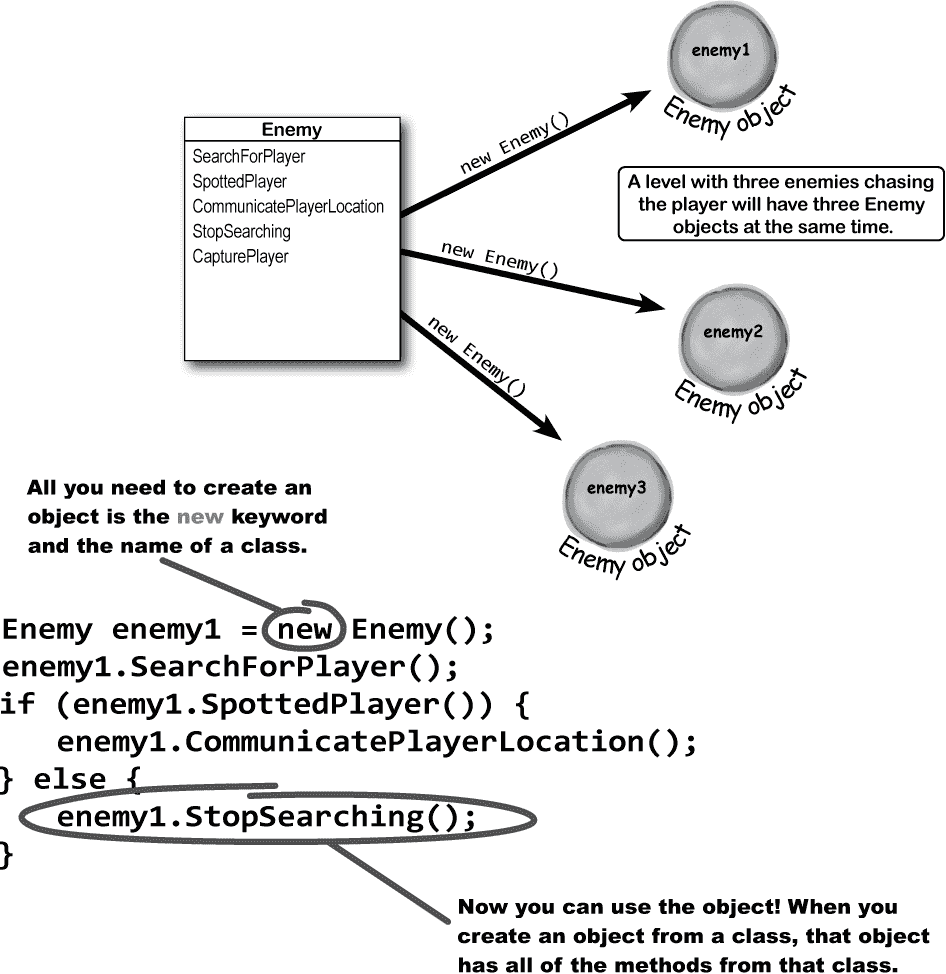 enemy1
Enemy object
new Enemy()
Enemy
SearchForPlayer
SpottedPlayer
CommunicatePlayerLocation
StopSearching
CapturePlayer
A level with three enemies chasing
the player will have three Enemy
objects at the same time.
new Enemy()
enemy2
Enemy object
new Enemy()
enemy3
Enemy object
All you need to create an
object is the new keyword
and the name of a class.
Enemy enemy1 = new Enemy();
enemy1.SearchForPlayer();
if (enemy1.SpottedPlayer()) {
    enemy1.CommunicatePlayerLocation();
} else {
    enemy1.StopSearching();
}
Now you can use the object! When you
create an object from a class, that object
has all of the methods from that class.